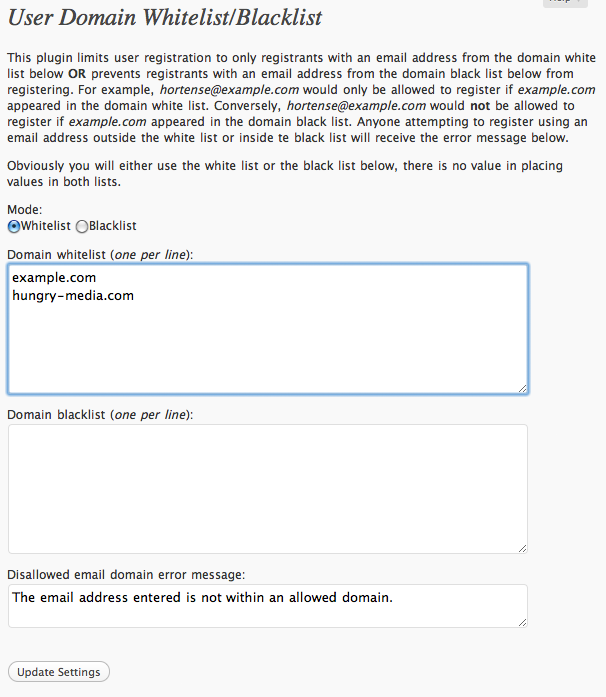 User Domain Whitelist/Blacklist
This plugin limits user registration to only registrants with an email address from the domain white
list below OR prevents registrants with an email address from the domain black list below from
registering. For example, hortense@example.com would only be allowed to register if example.com
appeared in the domain white list. Conversely, hortense@example.com would not be allowed to
register if example.com appeared in the domain black list. Anyone attempting to register using an
email address outside the white list or inside te black list will receive the error message below.
Obviously you will either use the white list or the black list below, there is no value in placing
values in both lists.
Mode:
Whitelist Blacklist
Domain whitelist (one per line):
example.com
hungry-media.com
Domain blacklist (one per line):
Disallowed email domain error message:
The email address entered is not within an allowed domain.
Update Settings